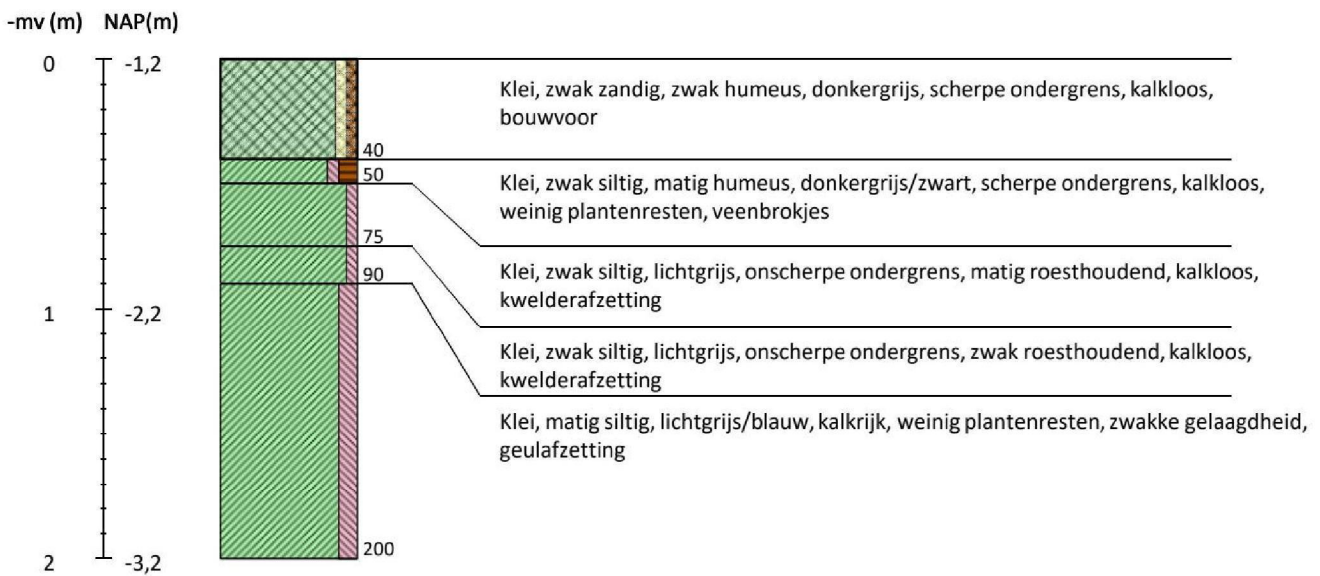 -mv (m) NAP(m)
0 -1,2
Klei, zwak zandig, zwak humeus, donkergrijs, scherpe ondergrens, kalkloos,
bouwvoor
40
50
Klei, zwak siltig, matig humeus, donkergrijs/zwart, scherpe ondergrens, kalkloos,
weinig plantenresten, veenbrokjes
75
Klei, zwak siltig, lichtgrijs, onscherpe ondergrens, matig roesthoudend, kalkloos,
kwelderafzetting
90
1 -2,2
Klei, zwak siltig, lichtgrijs, onscherpe ondergrens, zwak roesthoudend, kalkloos,
kwelderafzetting
Klei, matig siltig, lichtgrijs/blauw, kalkrijk, weinig plantenresten, zwakke gelaagdheid,
geulafzetting
200
2 -3,2